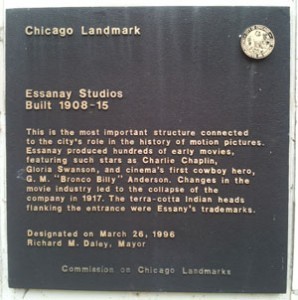 Chicago Landmark
Essanay Studios
Built 1908-15
This is the most important structure connected
to the city's role in the history of motion pictures.
Essanay produced hundreds of early movies,
featuring such stars as Charlie Chaplin,
Gloria Swanson, and cinema's first cowboy hero,
G. M. "Bronco Billy" Anderson. Changes in the
movie industry led to the collapse of the
company in 1917. The terra-cotta Indian heads
flanking the entrance were Essany's trademarks.
Designated on March 26, 1996
Richard M. Daley, Mayor
Commission on Chicago Landmarks